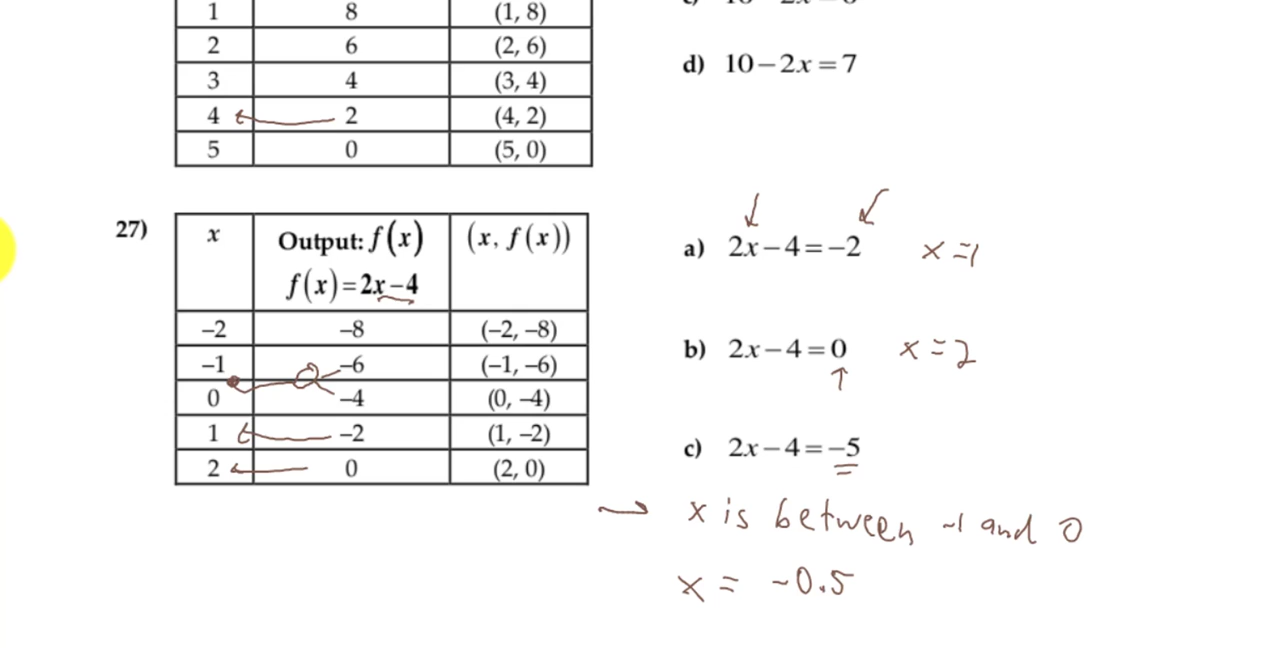 1 8 (1, 8)
2 6 (2, 6)
d) 10−2x=7
3 4 (3, 4)
4 2 (4, 2)
5 0 (5, 0)
27) x Output: f(x) (x, f(x))
f(x)=2x−4
a) 2x−4=−2 x=1
−2 −8 (−2, −8)
b) 2x−4=0 x=2
−1 −6 (−1, −6)
0 −4 (0, −4)
1 −2 (1, −2)
c) 2x−4=−5
2 0 (2, 0)
x is between -1 and 0
x = -0.5